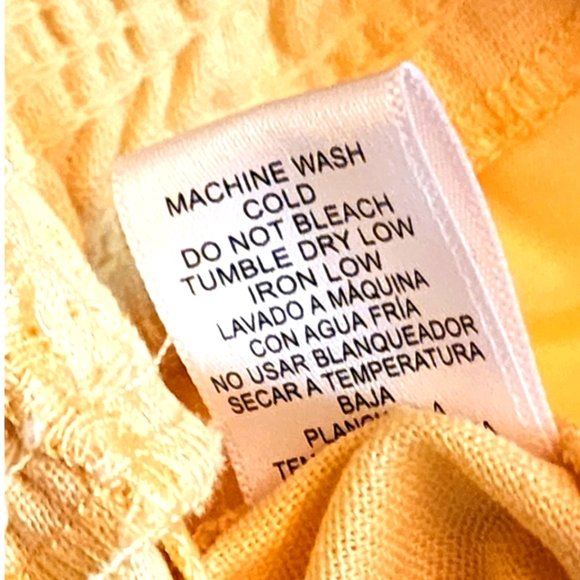 MACHINE WASH
COLD
DO NOT BLEACH
TUMBLE DRY LOW
IRON LOW
LAVADO A MÁQUINA
CON AGUA FRÍA
NO USAR BLANQUEADOR
SECAR A TEMPERATURA
BAJA